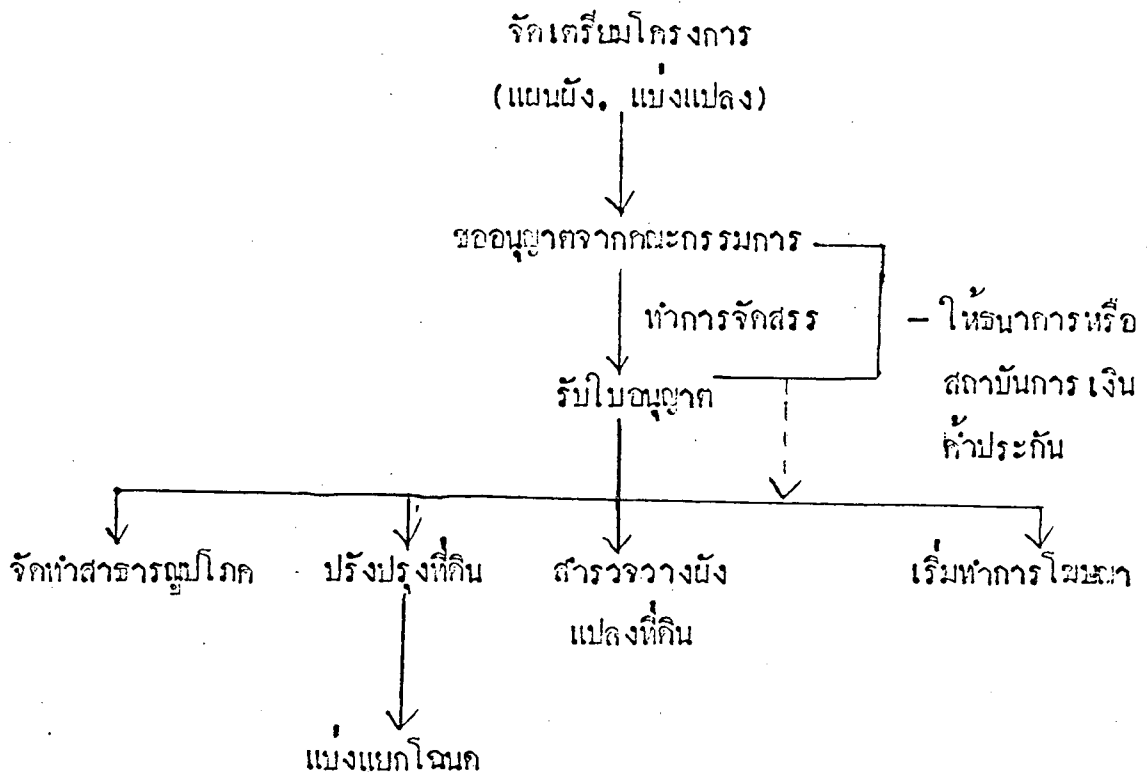 จัดเตรียมโครงการ
(แผนผัง. แบ่งแปลง)
ขออนุญาตจากคณะกรรมการ
ทำการจัดสรร
รับใบอนุญาต
- ให้ธนาคารหรือ
สถาบันการเงิน
ค้ำประกัน
จัดทำสาธารณูปโภค
ปรังปรุงที่ดิน
สำรวจวางผัง
แปลงที่ดิน
เริ่มทำการโฆษณา
แบ่งแยกโฉนด